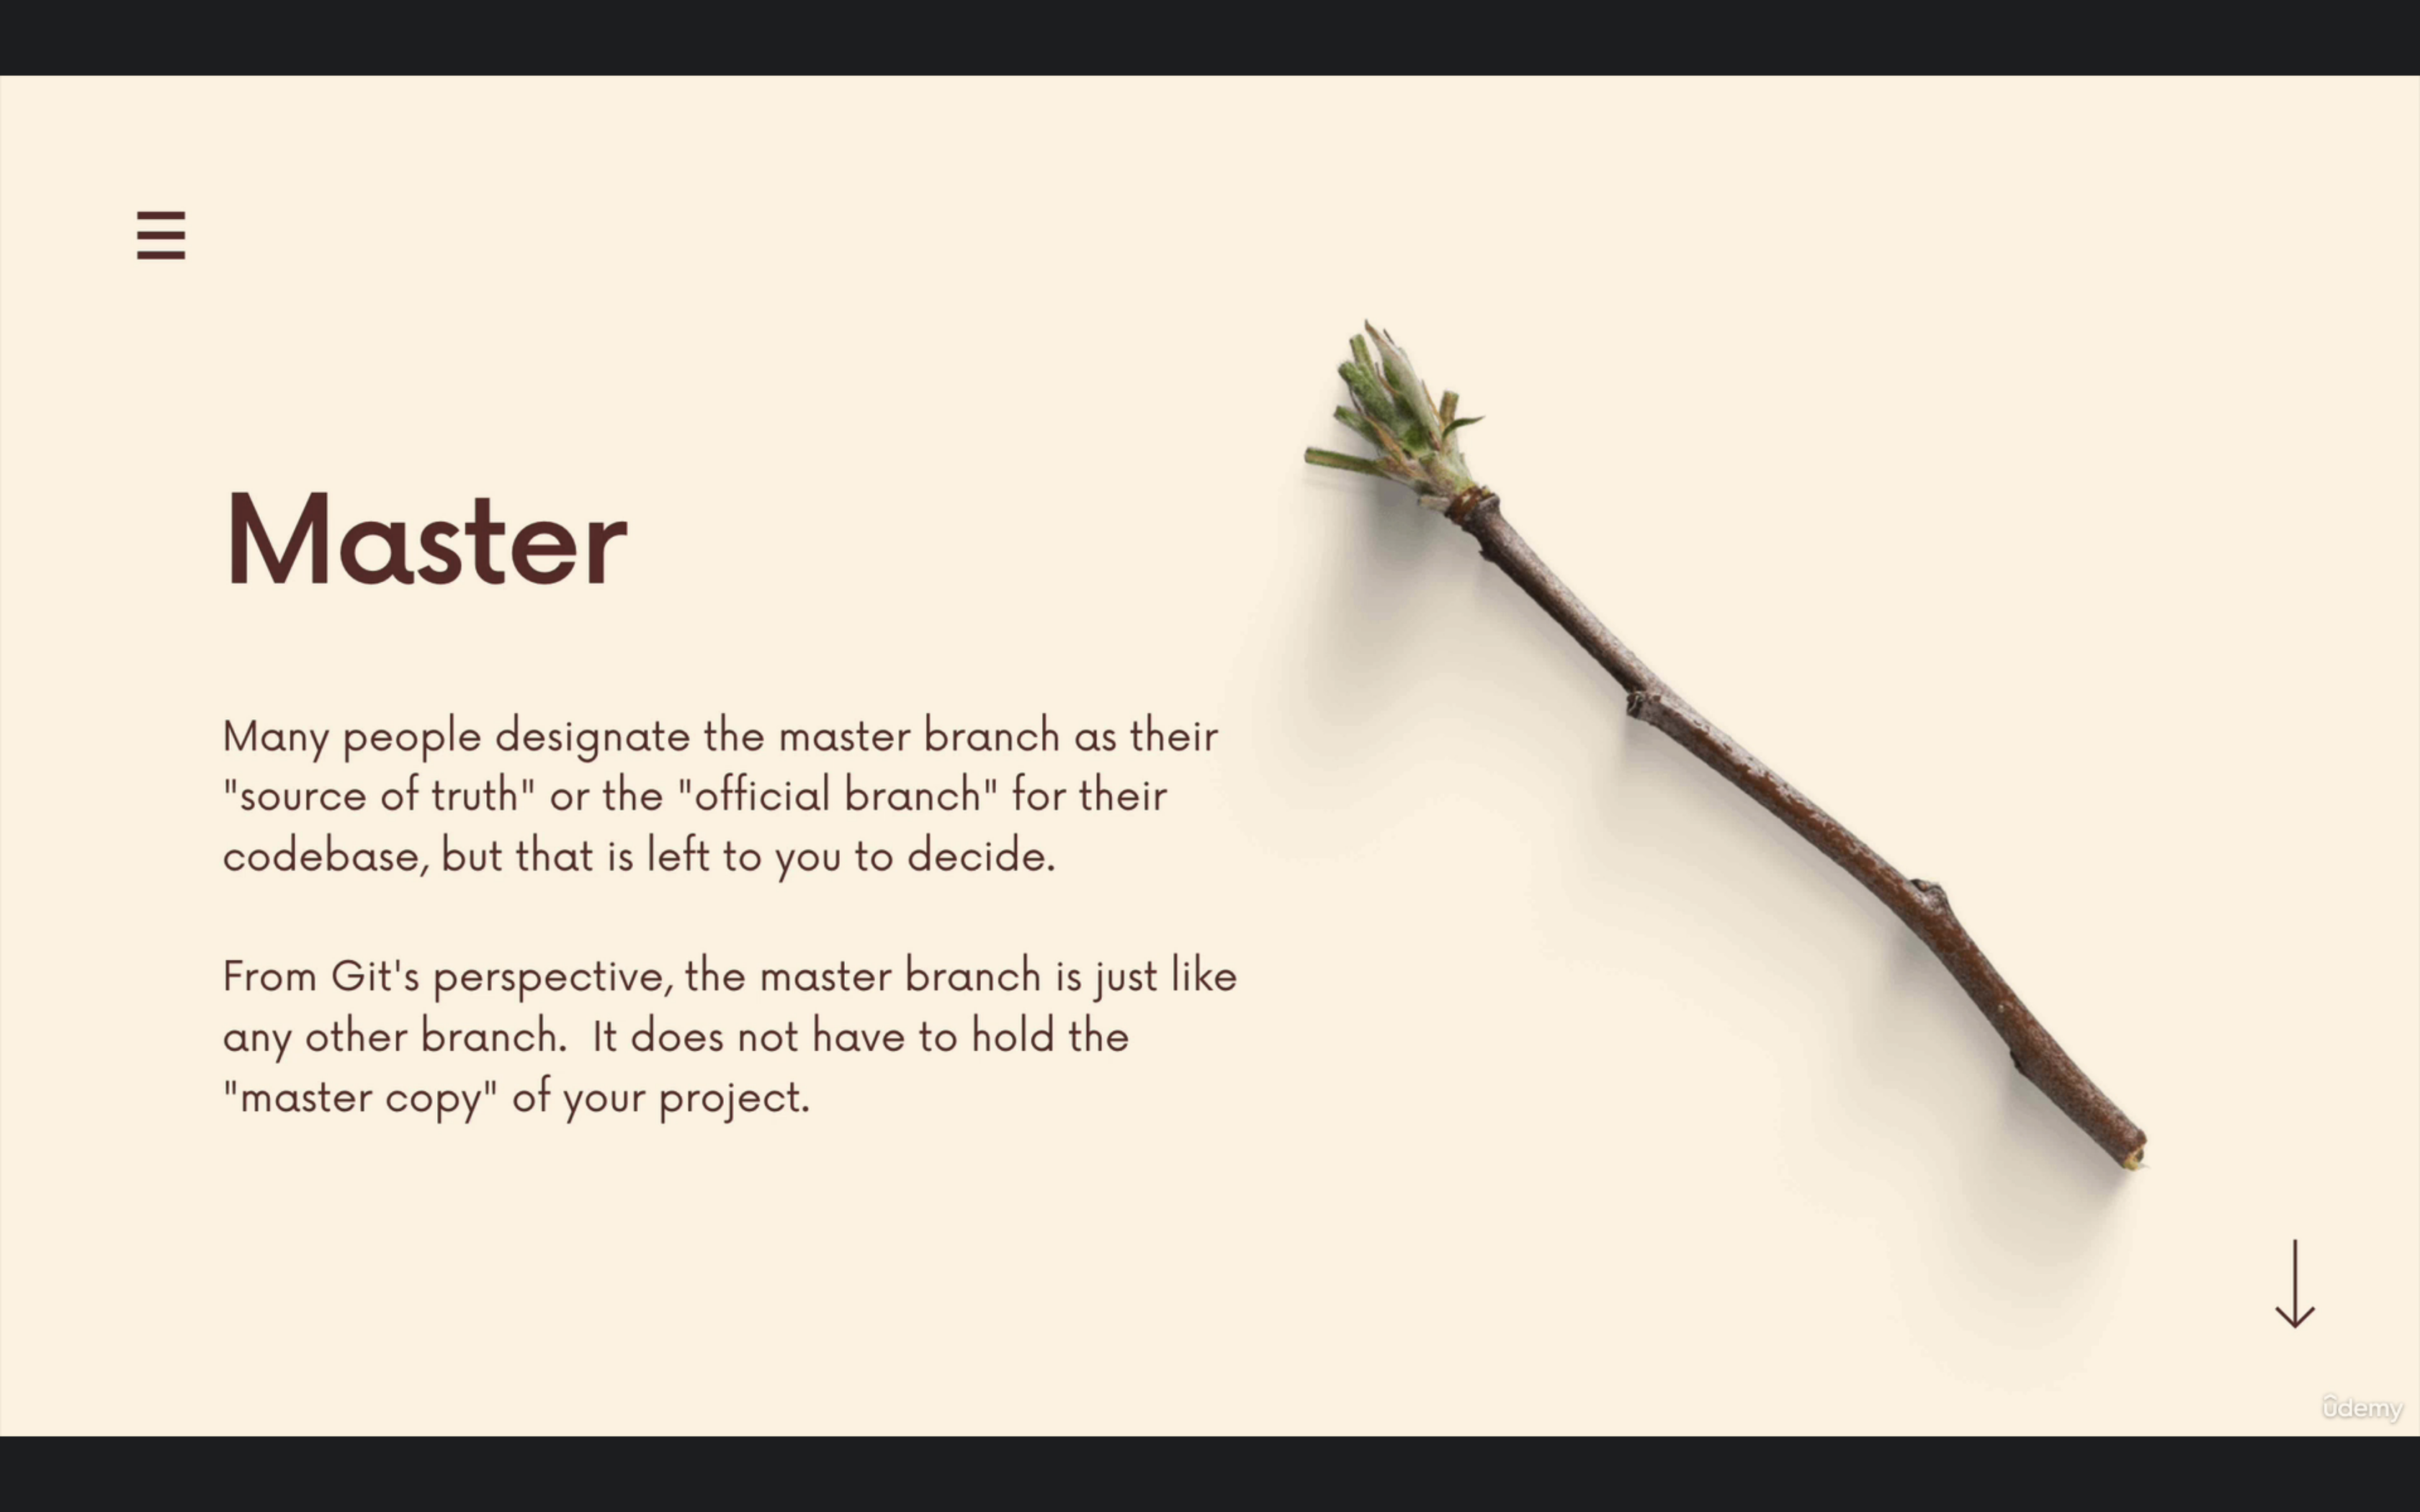 Master
Many people designate the master branch as their
"source of truth" or the "official branch" for their
codebase, but that is left to you to decide.
From Git's perspective, the master branch is just like
any other branch.  It does not have to hold the
"master copy" of your project.
ûdemy